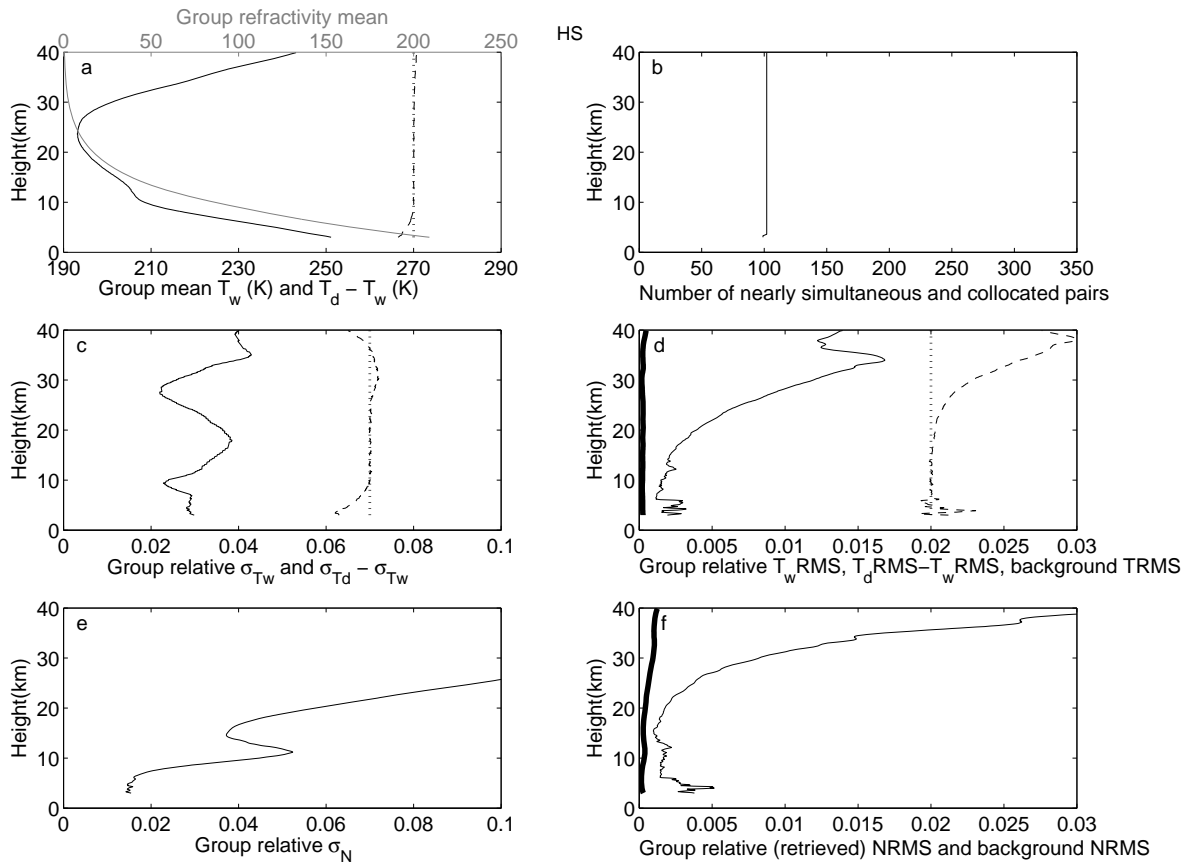 Group refractivity mean
0 50 100 150 200 250
HS
a
Height(km)
40
30
20
10
0
190 210 230 250 270 290
Group mean T_w (K) and T_d − T_w (K)
b
Height(km)
40
30
20
10
0
0 50 100 150 200 250 300 350
Number of nearly simultaneous and collocated pairs
c
Height(km)
40
30
20
10
0
0 0.02 0.04 0.06 0.08 0.1
Group relative σ_Tw and σ_Td − σ_Tw
d
Height(km)
40
30
20
10
0
0 0.005 0.01 0.015 0.02 0.025 0.03
Group relative T_wRMS, T_dRMS−T_wRMS, background TRMS
e
Height(km)
40
30
20
10
0
0 0.02 0.04 0.06 0.08 0.1
Group relative σ_N
f
Height(km)
40
30
20
10
0
0 0.005 0.01 0.015 0.02 0.025 0.03
Group relative (retrieved) NRMS and background NRMS